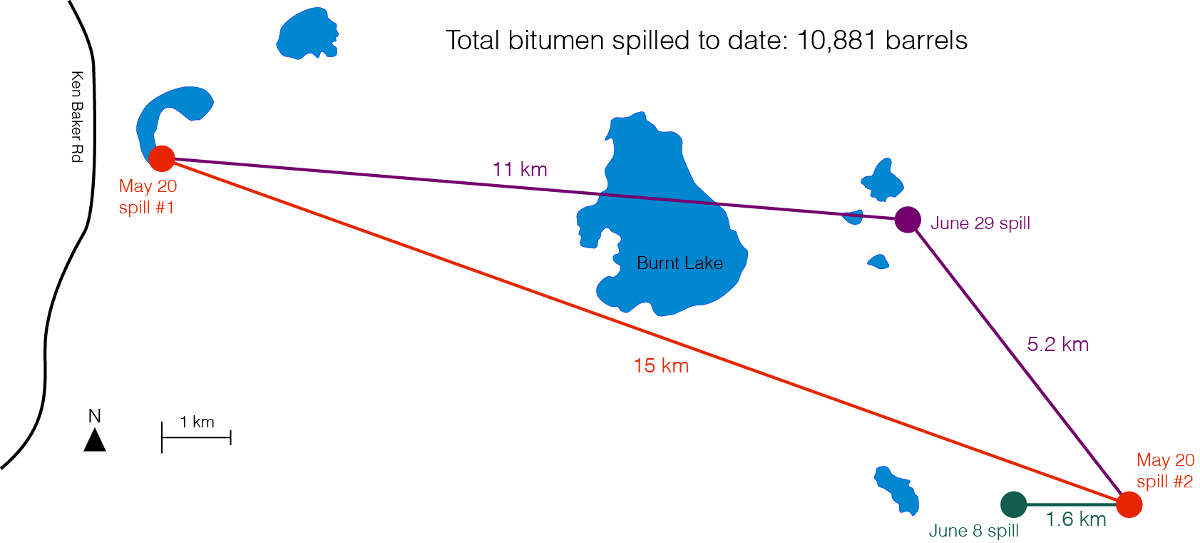 Total bitumen spilled to date: 10,881 barrels
Ken Baker Rd
May 20
spill #1
11 km
June 29 spill
Burnt Lake
5.2 km
15 km
N
1 km
May 20
spill #2
1.6 km
June 8 spill